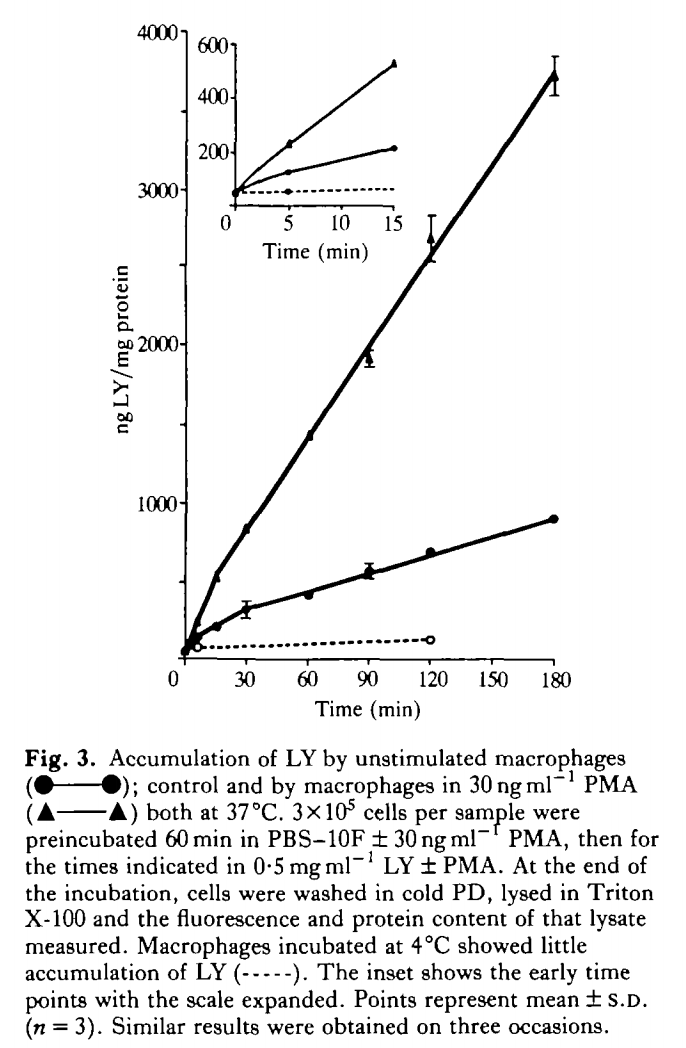 4000
3000
2000
1000
ng LY/mg protein
600
400
200
0 5 10 15
Time (min)
0 30 60 90 120 150 180
Time (min)
Fig. 3. Accumulation of LY by unstimulated macrophages
(●——●); control and by macrophages in 30 ng ml⁻¹ PMA
(▲——▲) both at 37°C. 3×10⁵ cells per sample were
preincubated 60 min in PBS–10F ± 30 ng ml⁻¹ PMA, then for
the times indicated in 0·5 mg ml⁻¹ LY ± PMA. At the end of
the incubation, cells were washed in cold PD, lysed in Triton
X-100 and the fluorescence and protein content of that lysate
measured. Macrophages incubated at 4°C showed little
accumulation of LY (-----). The inset shows the early time
points with the scale expanded. Points represent mean ± S.D.
(n = 3). Similar results were obtained on three occasions.